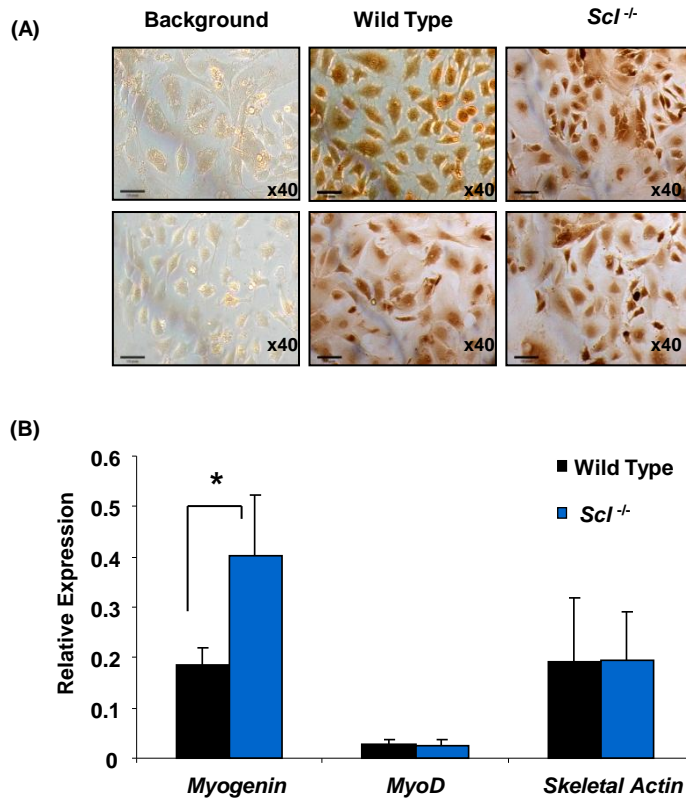 (A)
Background
Wild Type
Scl -/-
x40
x40
x40
x40
x40
x40
(B)
0.6
0.5
0.4
0.3
0.2
0.1
0
Relative Expression
*
Wild Type
Scl -/-
Myogenin
MyoD
Skeletal Actin